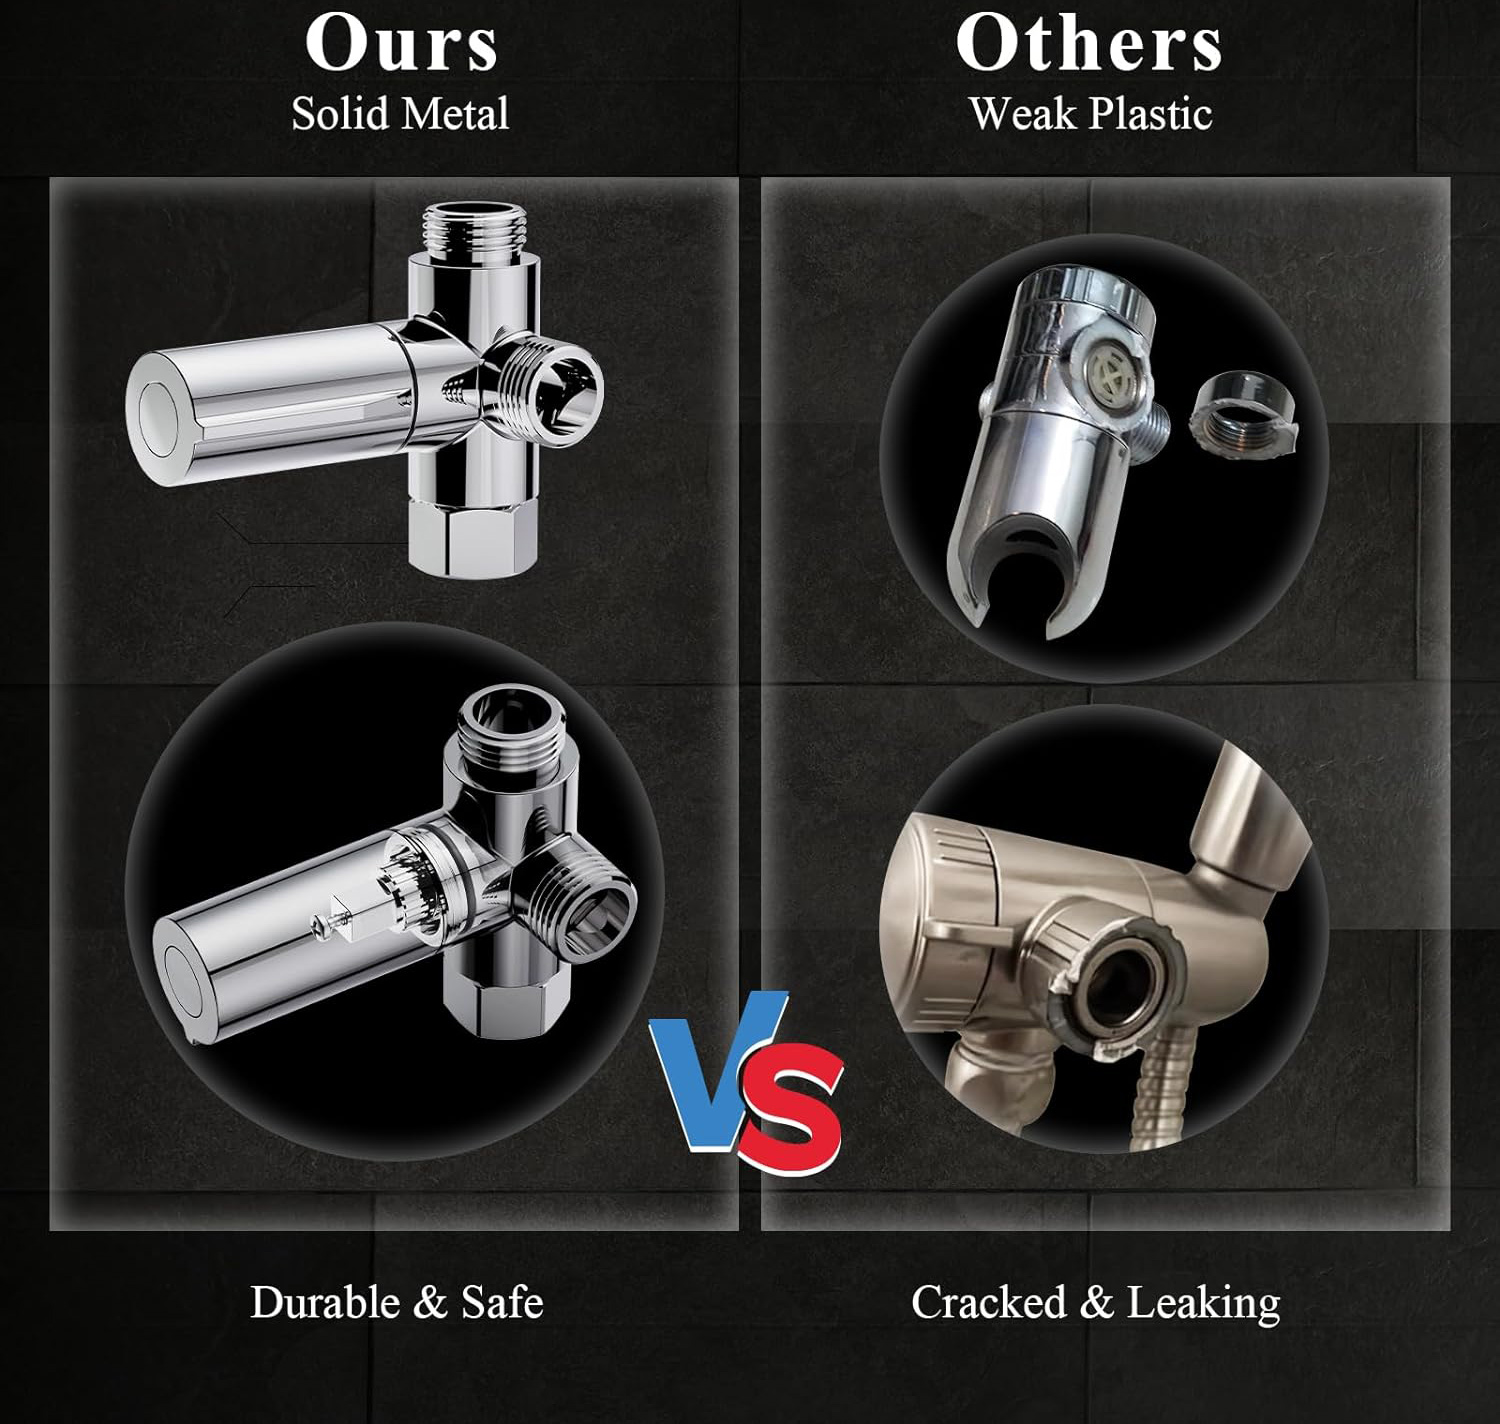 Ours
Solid Metal
Others
Weak Plastic
VS
Durable & Safe
Cracked & Leaking